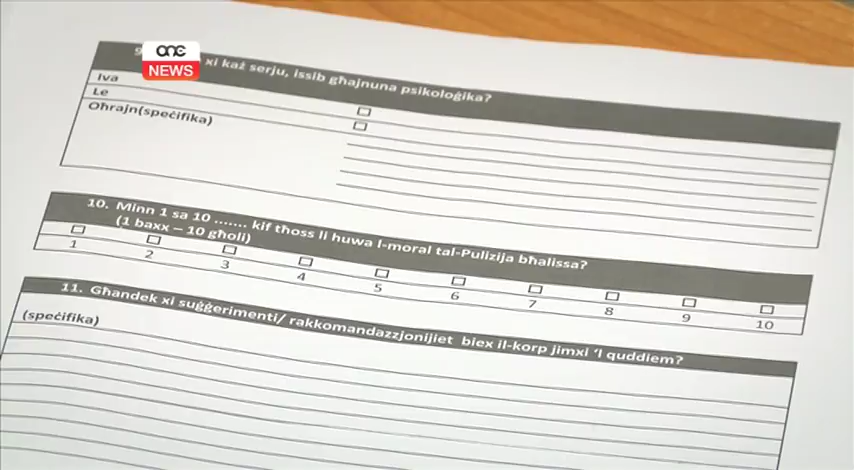 one
NEWS
xi każ serju, issib għajnuna psikoloġika?
Iva
Le
Oħrajn(speċifika)
10. Minn 1 sa 10 ....... kif tħoss li huwa l-moral tal-Pulizija bħalissa?
(1 baxx – 10 għoli)
1 2 3 4 5 6 7 8 9 10
11. Għandek xi suġġerimenti/ rakkomandazzjonijiet biex il-korp jimxi 'l quddiem?
(speċifika)